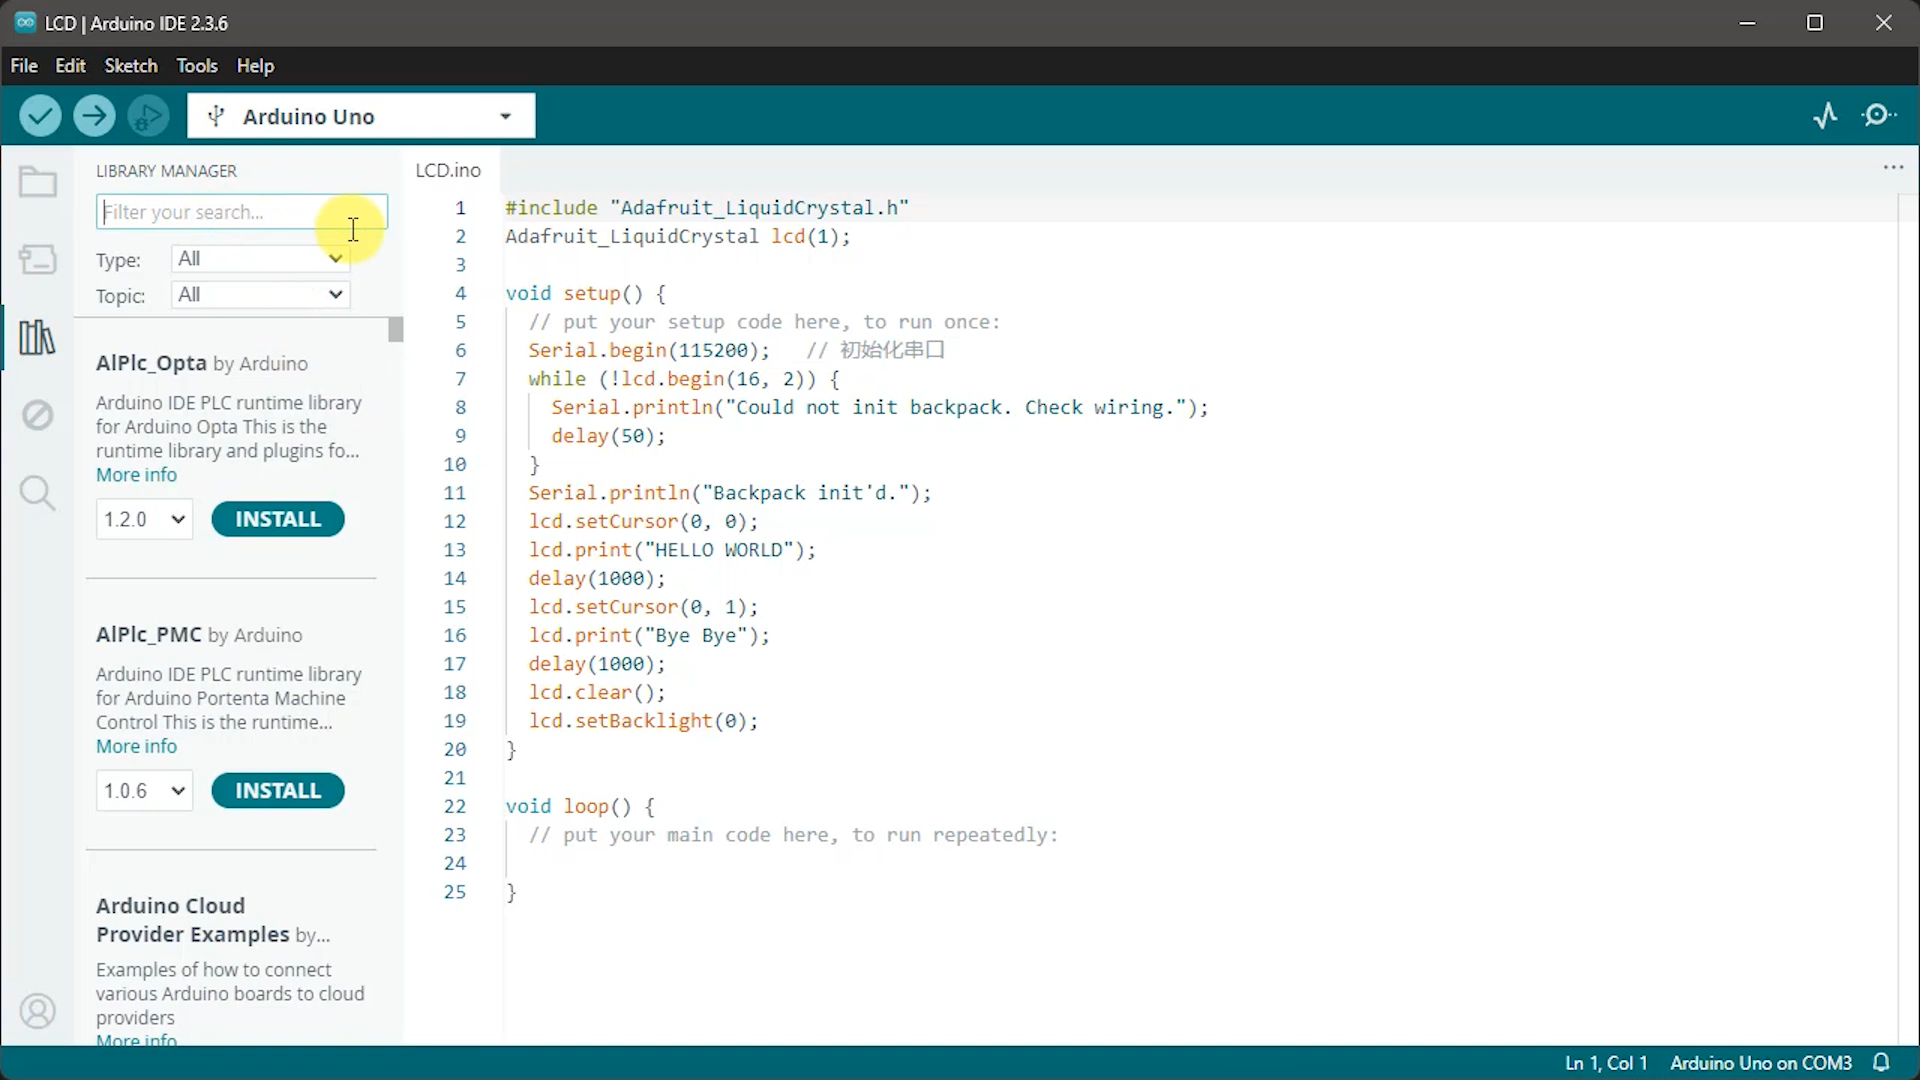 LCD | Arduino IDE 2.3.6
File Edit Sketch Tools Help
Arduino Uno
LIBRARY MANAGER
Filter your search...
Type: All
Topic: All
AlPlc_Opta by Arduino
Arduino IDE PLC runtime library
for Arduino Opta This is the
runtime library and plugins fo...
More info
1.2.0 INSTALL
AlPlc_PMC by Arduino
Arduino IDE PLC runtime library
for Arduino Portenta Machine
Control This is the runtime...
More info
1.0.6 INSTALL
Arduino Cloud
Provider Examples by...
Examples of how to connect
various Arduino boards to cloud
providers
More info
LCD.ino
1 #include "Adafruit_LiquidCrystal.h"
2 Adafruit_LiquidCrystal lcd(1);
3
4 void setup() {
5 // put your setup code here, to run once:
6 Serial.begin(115200); // 初始化串口
7 while (!lcd.begin(16, 2)) {
8 Serial.println("Could not init backpack. Check wiring.");
9 delay(50);
10 }
11 Serial.println("Backpack init'd.");
12 lcd.setCursor(0, 0);
13 lcd.print("HELLO WORLD");
14 delay(1000);
15 lcd.setCursor(0, 1);
16 lcd.print("Bye Bye");
17 delay(1000);
18 lcd.clear();
19 lcd.setBacklight(0);
20 }
21
22 void loop() {
23 // put your main code here, to run repeatedly:
24
25 }
Ln 1, Col 1 Arduino Uno on COM3